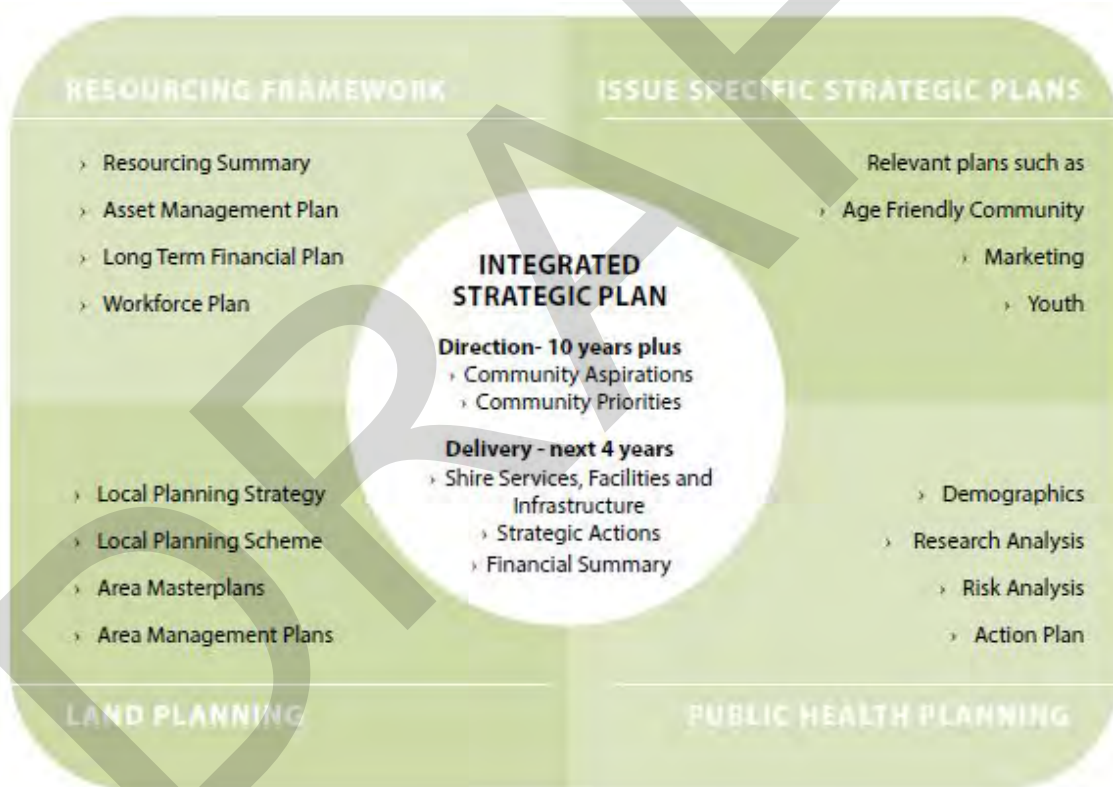 RESOURCING FRAMEWORK
› Resourcing Summary
› Asset Management Plan
› Long Term Financial Plan
› Workforce Plan
ISSUE SPECIFIC STRATEGIC PLANS
Relevant plans such as
› Age Friendly Community
› Marketing
› Youth
INTEGRATED
STRATEGIC PLAN
Direction- 10 years plus
› Community Aspirations
› Community Priorities
Delivery - next 4 years
› Shire Services, Facilities and
Infrastructure
› Strategic Actions
› Financial Summary
› Local Planning Strategy
› Local Planning Scheme
› Area Masterplans
› Area Management Plans
LAND PLANNING
› Demographics
› Research Analysis
› Risk Analysis
› Action Plan
PUBLIC HEALTH PLANNING
DRAFT